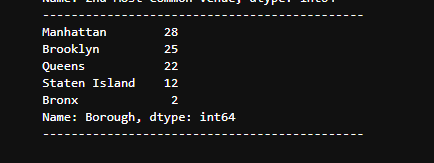 Name: 2nd Most Common Venue, dtype: int64
----------------------------------------------
Manhattan        28
Brooklyn         25
Queens           22
Staten Island    12
Bronx             2
Name: Borough, dtype: int64
----------------------------------------------